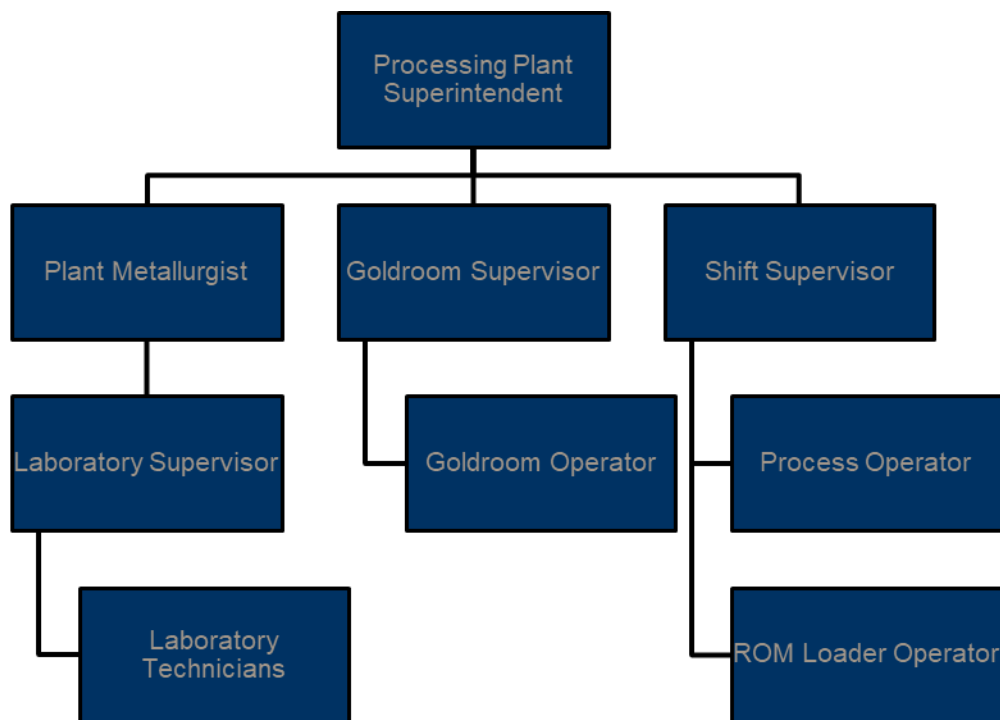 Processing Plant
Superintendent
Plant Metallurgist
Goldroom Supervisor
Shift Supervisor
Laboratory Supervisor
Goldroom Operator
Process Operator
Laboratory
Technicians
ROM Loader Operator